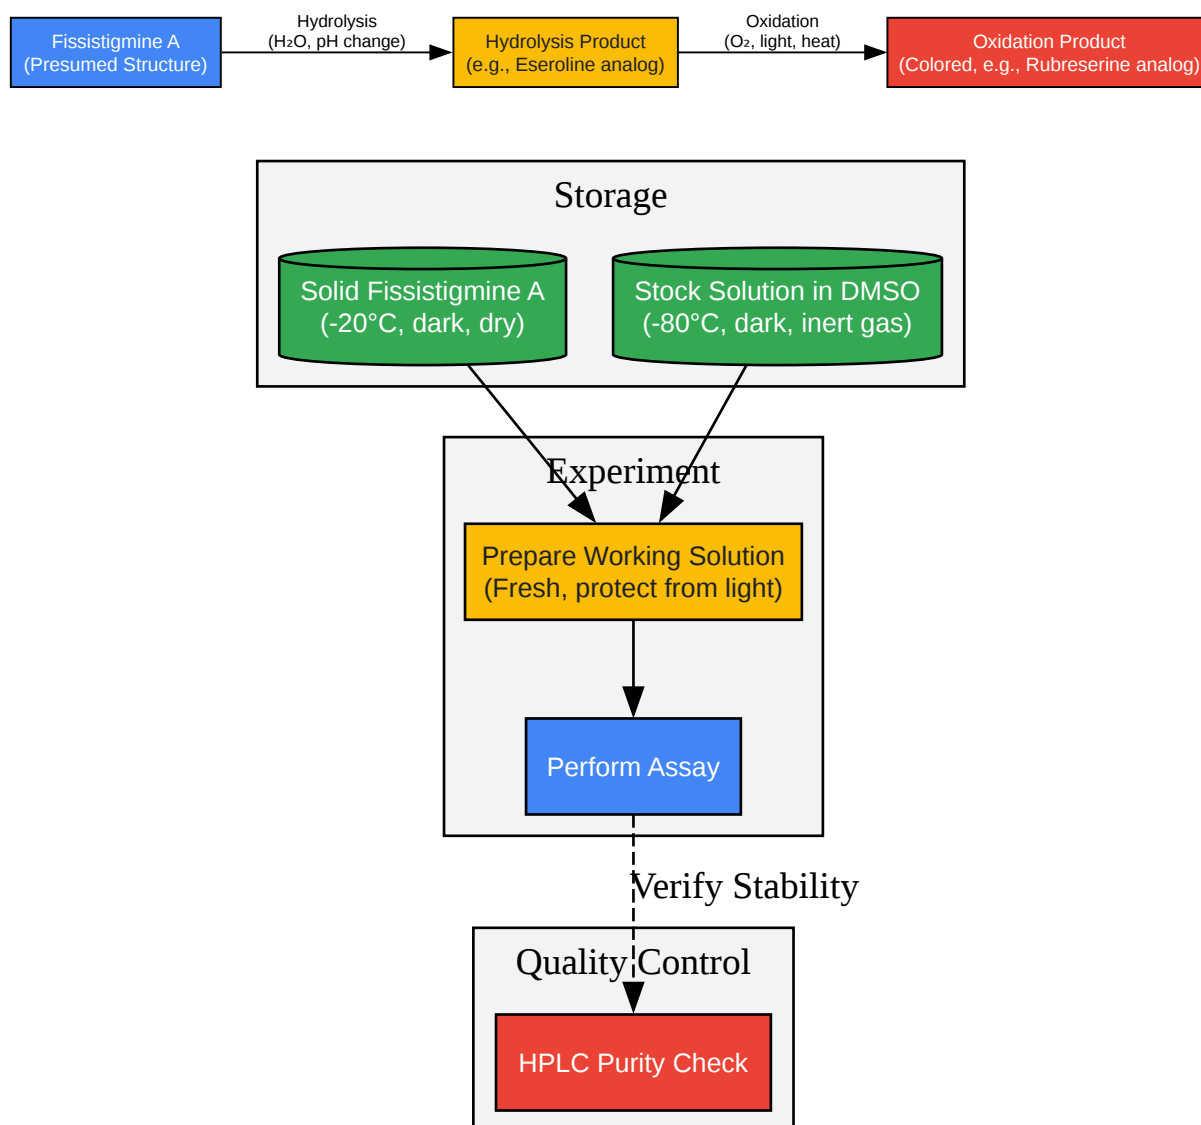 Fissistigmine A
(Presumed Structure)
Hydrolysis
(H₂O, pH change)
Hydrolysis Product
(e.g., Eseroline analog)
Oxidation
(O₂, light, heat)
Oxidation Product
(Colored, e.g., Rubreserine analog)
Storage
Solid Fissistigmine A
(-20°C, dark, dry)
Stock Solution in DMSO
(-80°C, dark, inert gas)
Experiment
Prepare Working Solution
(Fresh, protect from light)
Perform Assay
Verify Stability
Quality Control
HPLC Purity Check